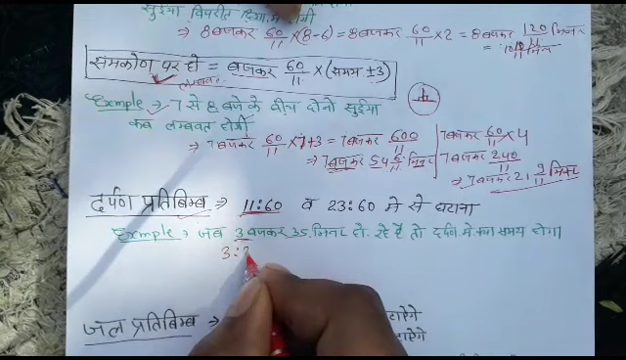 सुईया विपरीत दिशा में होगी
⇒ 8 बजकर 60/11 × (8-6) = 8 बजकर 60/11 × 2 = 8 बजकर 120/11 मिनट
= 10 10/11 मिनट
समकोण पर हो = बजकर 60/11 × (समय ± 3)
लम्बवत
Exmple → 7 से 8 बजे के बीच दोनो सुईया
कब लम्बवत होगी
⇒ 7 बजकर 60/11 × 7+3 = 7 बजकर 600/11
⇒ 7 बजकर 54 6/11 मिनट
7 बजकर 60/11 × 4
7 बजकर 240/11
⇒ 7 बजकर 21 9/11 मिनट
दर्पण प्रतिबिम्ब ⇒ 11:60 व 23:60 मे से घटाना
Exmple → जब 3 बजकर 35 मिनट हो रहे है तो दर्पण मे क्या समय होगा
3:
जल प्रतिबिम्ब ⇒